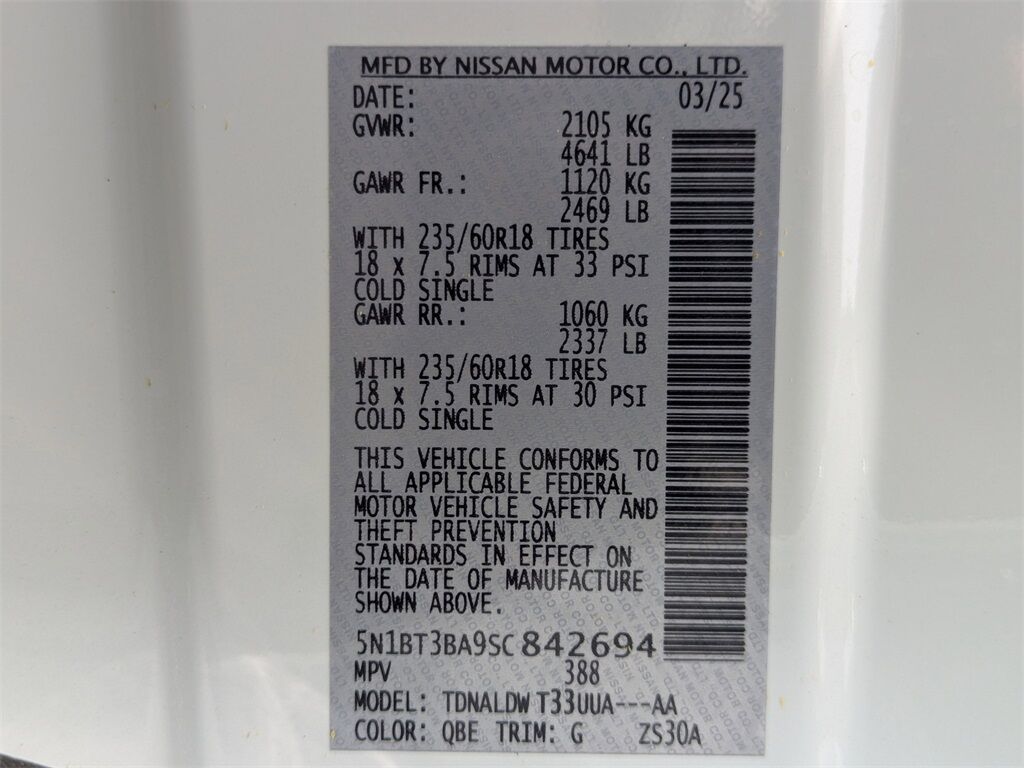 MFD BY NISSAN MOTOR CO., LTD.
DATE: 03/25
GVWR: 2105 KG
4641 LB
GAWR FR.: 1120 KG
2469 LB
WITH 235/60R18 TIRES
18 x 7.5 RIMS AT 33 PSI
COLD SINGLE
GAWR RR.: 1060 KG
2337 LB
WITH 235/60R18 TIRES
18 x 7.5 RIMS AT 30 PSI
COLD SINGLE
THIS VEHICLE CONFORMS TO
ALL APPLICABLE FEDERAL
MOTOR VEHICLE SAFETY AND
THEFT PREVENTION
STANDARDS IN EFFECT ON
THE DATE OF MANUFACTURE
SHOWN ABOVE.
5N1BT3BA9SC842694
MPV 388
MODEL: TDNALDW T33UUA---AA
COLOR: QBE TRIM: G ZS30A